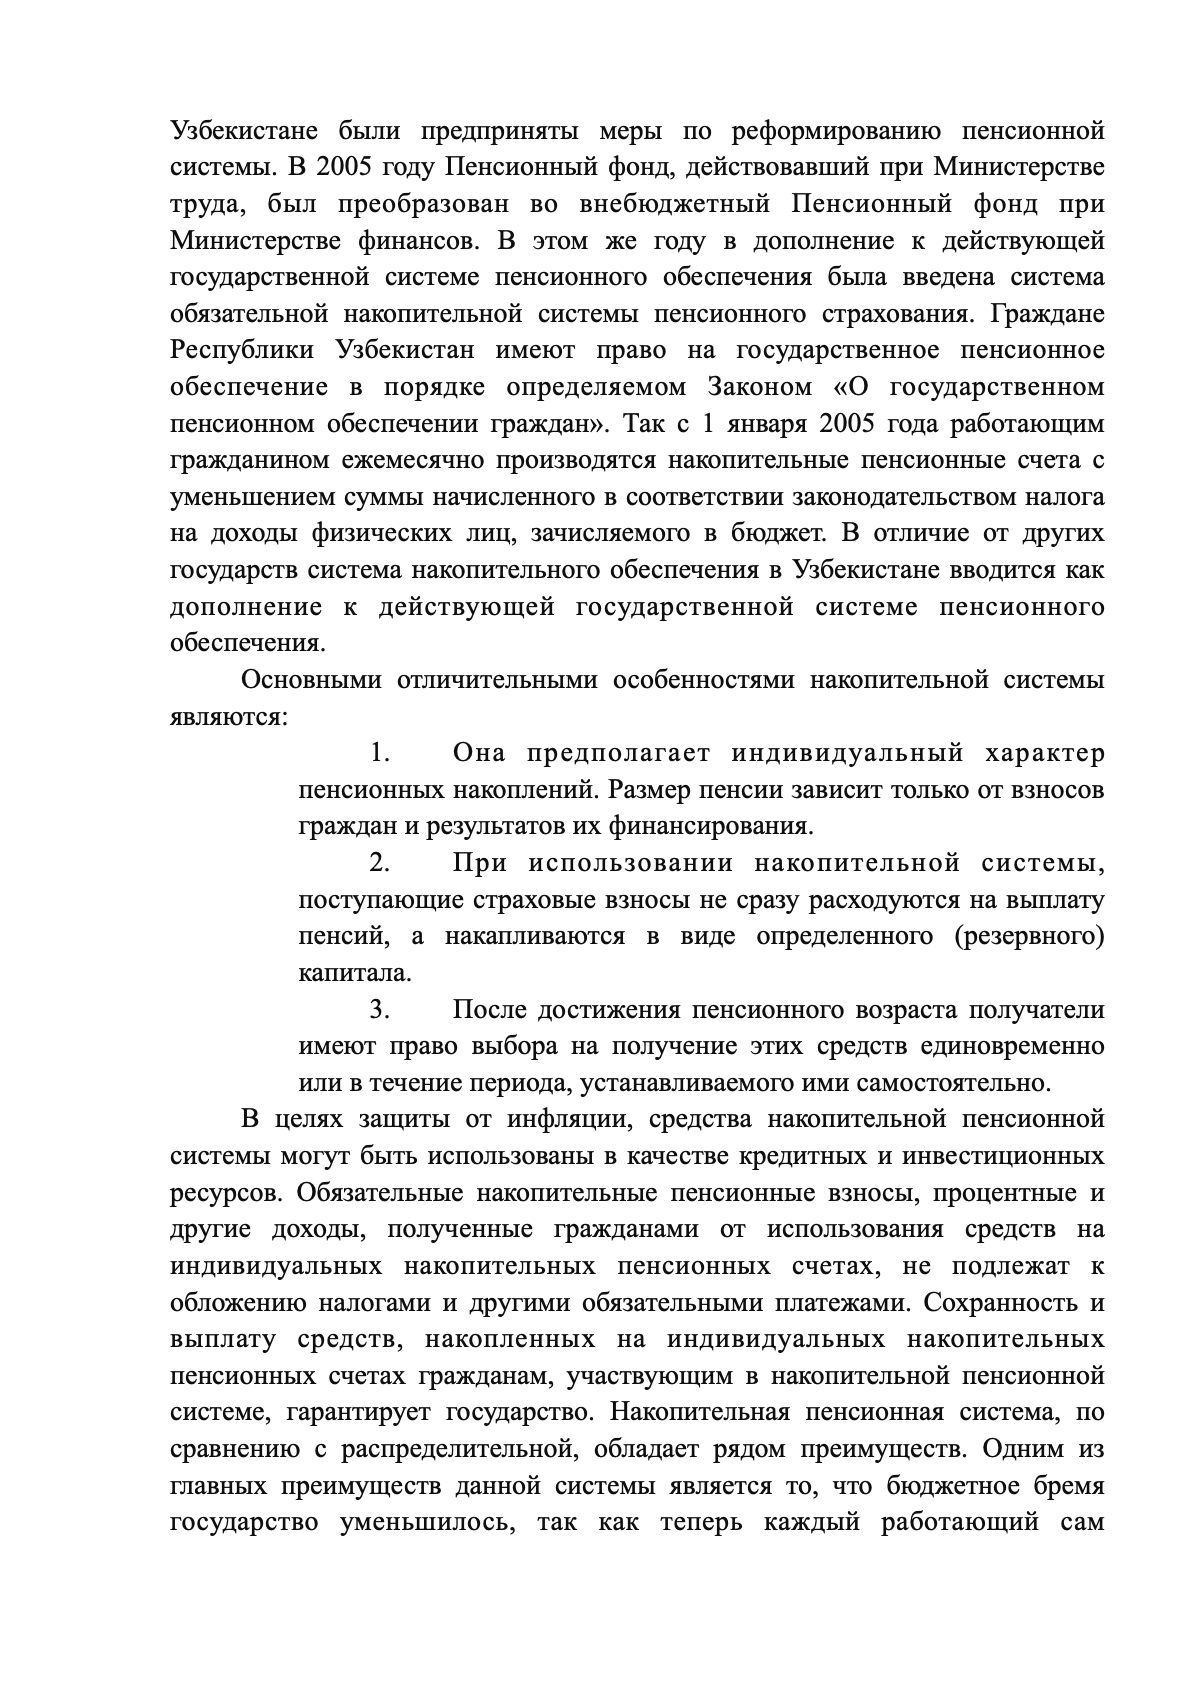 Узбекистане были предприняты меры по реформированию пенсионной
системы. В 2005 году Пенсионный фонд, действовавший при Министерстве
труда, был преобразован во внебюджетный Пенсионный фонд при
Министерстве финансов. В этом же году в дополнение к действующей
государственной системе пенсионного обеспечения была введена система
обязательной накопительной системы пенсионного страхования. Граждане
Республики Узбекистан имеют право на государственное пенсионное
обеспечение в порядке определяемом Законом «О государственном
пенсионном обеспечении граждан». Так с 1 января 2005 года работающим
гражданином ежемесячно производятся накопительные пенсионные счета с
уменьшением суммы начисленного в соответствии законодательством налога
на доходы физических лиц, зачисляемого в бюджет. В отличие от других
государств система накопительного обеспечения в Узбекистане вводится как
дополнение к действующей государственной системе пенсионного
обеспечения.
Основными отличительными особенностями накопительной системы
являются:
1. Она предполагает индивидуальный характер
пенсионных накоплений. Размер пенсии зависит только от взносов
граждан и результатов их финансирования.
2. При использовании накопительной системы,
поступающие страховые взносы не сразу расходуются на выплату
пенсий, а накапливаются в виде определенного (резервного)
капитала.
3. После достижения пенсионного возраста получатели
имеют право выбора на получение этих средств единовременно
или в течение периода, устанавливаемого ими самостоятельно.
В целях защиты от инфляции, средства накопительной пенсионной
системы могут быть использованы в качестве кредитных и инвестиционных
ресурсов. Обязательные накопительные пенсионные взносы, процентные и
другие доходы, полученные гражданами от использования средств на
индивидуальных накопительных пенсионных счетах, не подлежат к
обложению налогами и другими обязательными платежами. Сохранность и
выплату средств, накопленных на индивидуальных накопительных
пенсионных счетах гражданам, участвующим в накопительной пенсионной
системе, гарантирует государство. Накопительная пенсионная система, по
сравнению с распределительной, обладает рядом преимуществ. Одним из
главных преимуществ данной системы является то, что бюджетное бремя
государство уменьшилось, так как теперь каждый работающий сам